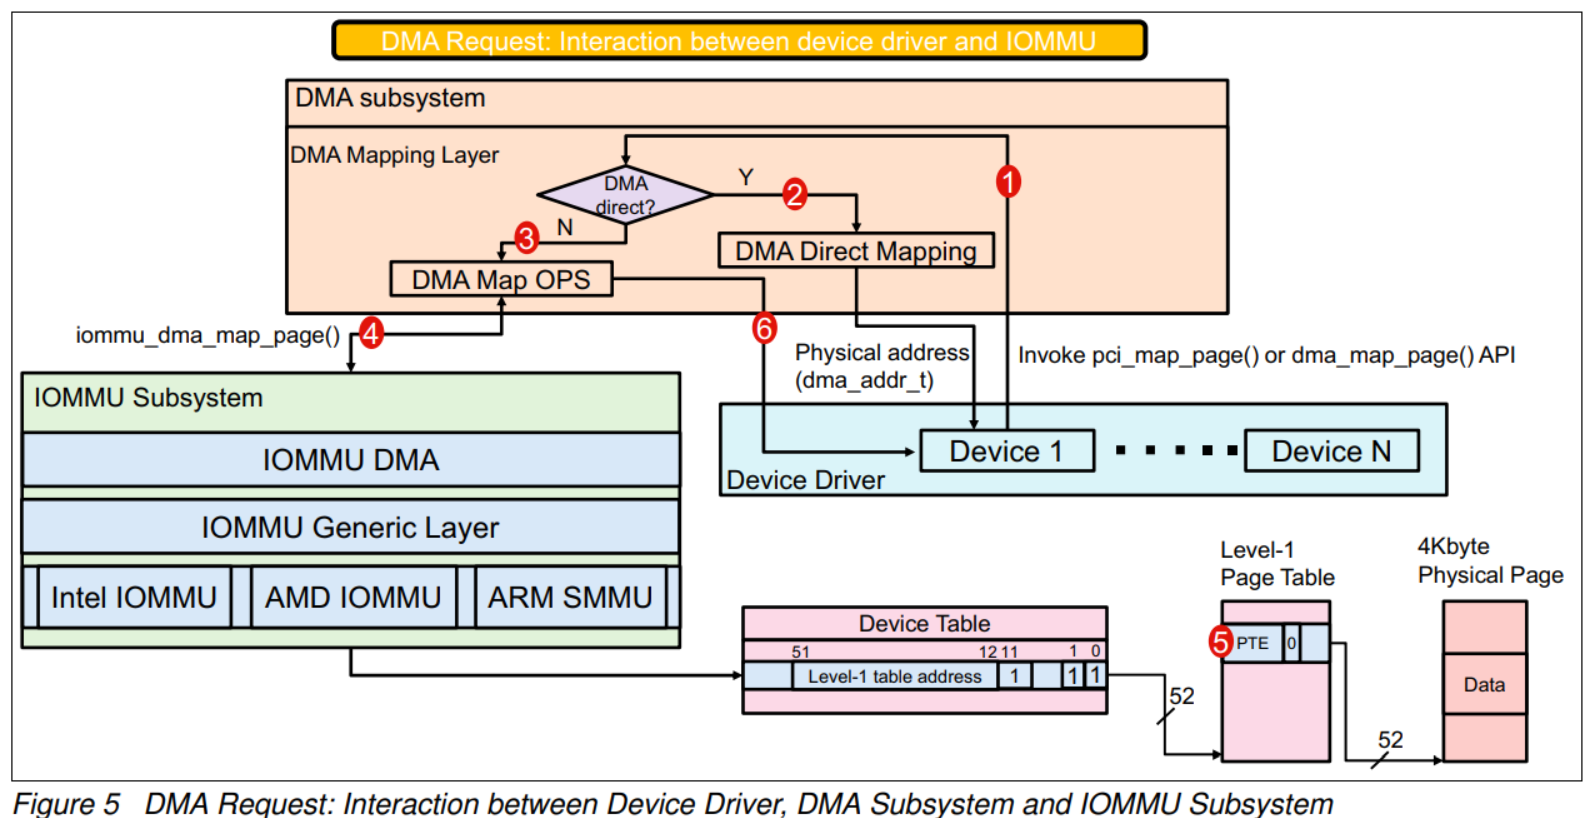 DMA Request: Interaction between device driver and IOMMU
DMA subsystem
DMA Mapping Layer
DMA
direct?
Y
2
1
N
3
DMA Direct Mapping
DMA Map OPS
iommu_dma_map_page()
4
6
Physical address
(dma_addr_t)
Invoke pci_map_page() or dma_map_page() API
IOMMU Subsystem
IOMMU DMA
IOMMU Generic Layer
Intel IOMMU
AMD IOMMU
ARM SMMU
Device 1
Device N
Device Driver
Device Table
51
12
11
1
0
Level-1 table address
1
1
1
52
Level-1
Page Table
5
PTE
0
52
4Kbyte
Physical Page
Data
Figure 5 DMA Request: Interaction between Device Driver, DMA Subsystem and IOMMU Subsystem